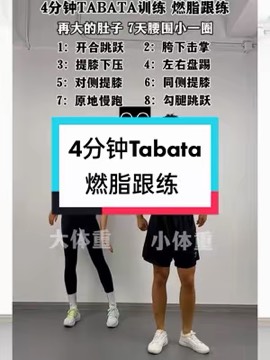 4分钟TABATA训练 燃脂跟练
再大的肚子 7天腰围小一圈
1：开合跳跃 2：胯下击掌
3：提膝下压 4：左右盘踢
5：对侧提膝 6：同侧提膝
7：原地慢跑 8：勾腿跳跃
4分钟Tabata
燃脂跟练
大体重 小体重